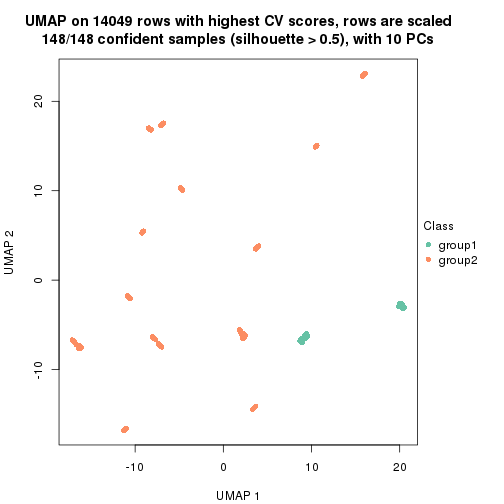 UMAP on 14049 rows with highest CV scores, rows are scaled
148/148 confident samples (silhouette > 0.5), with 10 PCs
20
10
0
-10
UMAP 2
Class
group1
group2
-10 0 10 20
UMAP 1